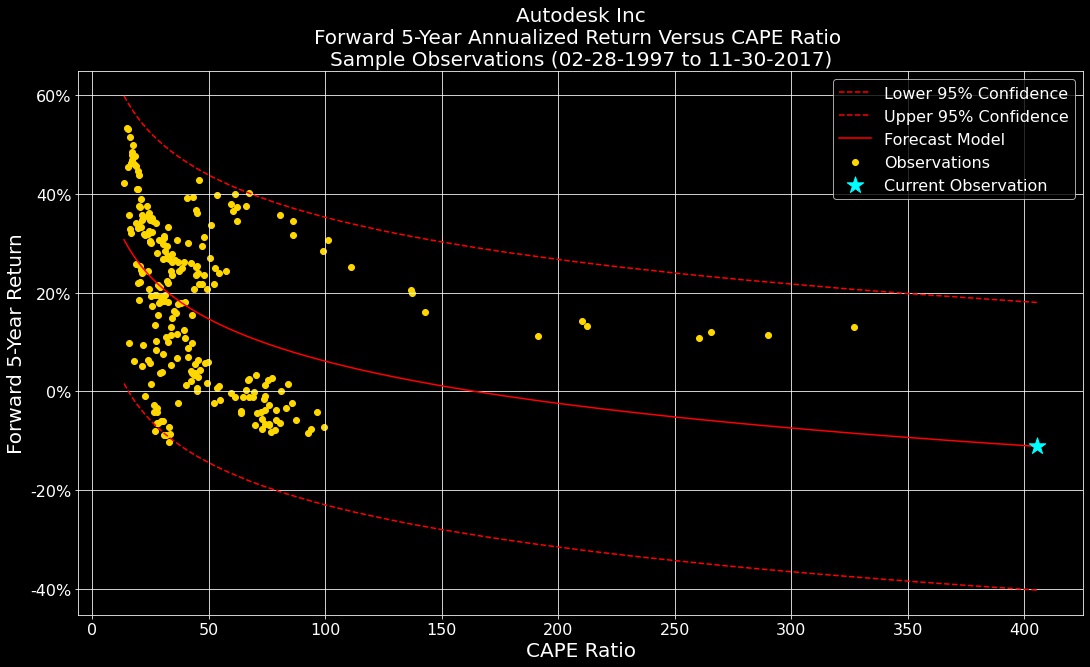 Autodesk Inc
Forward 5-Year Annualized Return Versus CAPE Ratio
Sample Observations (02-28-1997 to 11-30-2017)
Lower 95% Confidence
Upper 95% Confidence
Forecast Model
Observations
Current Observation
Forward 5-Year Return
60%
40%
20%
0%
-20%
-40%
0 50 100 150 200 250 300 350 400
CAPE Ratio